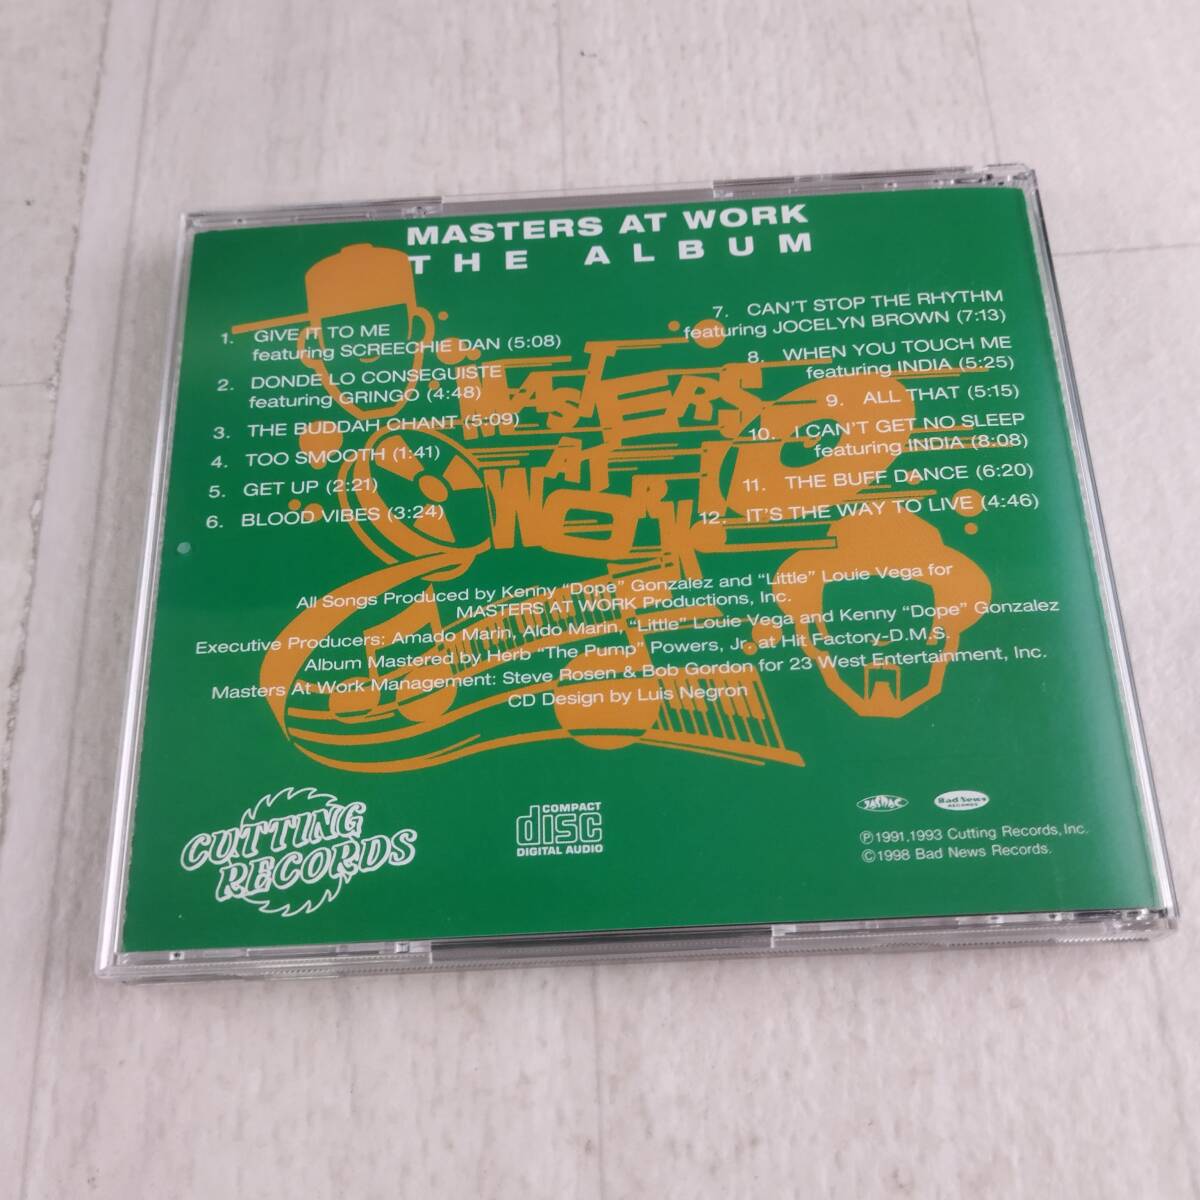 MASTERS AT WORK
THE ALBUM
1. GIVE IT TO ME
featuring SCREECHIE DAN (5:08)
2. DONDE LO CONSEGUISTE
featuring GRINGO (4:48)
3. THE BUDDAH CHANT (5:09)
4. TOO SMOOTH (1:41)
5. GET UP (2:21)
6. BLOOD VIBES (3:24)
7. CAN'T STOP THE RHYTHM
featuring JOCELYN BROWN (7:13)
8. WHEN YOU TOUCH ME
featuring INDIA (5:25)
9. ALL THAT (5:15)
10. I CAN'T GET NO SLEEP
featuring INDIA (8:08)
11. THE BUFF DANCE (6:20)
12. IT'S THE WAY TO LIVE (4:46)
MASTERS
AT
WORK
All Songs Produced by Kenny "Dope" Gonzalez and "Little" Louie Vega for
MASTERS AT WORK Productions, Inc.
Executive Producers: Amado Marin, Aldo Marin, "Little" Louie Vega and Kenny "Dope" Gonzalez
Album Mastered by Herb "The Pump" Powers, Jr. at Hit Factory-D.M.S.
Masters At Work Management: Steve Rosen & Bob Gordon for 23 West Entertainment, Inc.
CD Design by Luis Negron
CUTTING
RECORDS
COMPACT
disc
DIGITAL AUDIO
JASRAC
Bad News
RECORDS
℗1991,1993 Cutting Records, Inc.
©1998 Bad News Records.